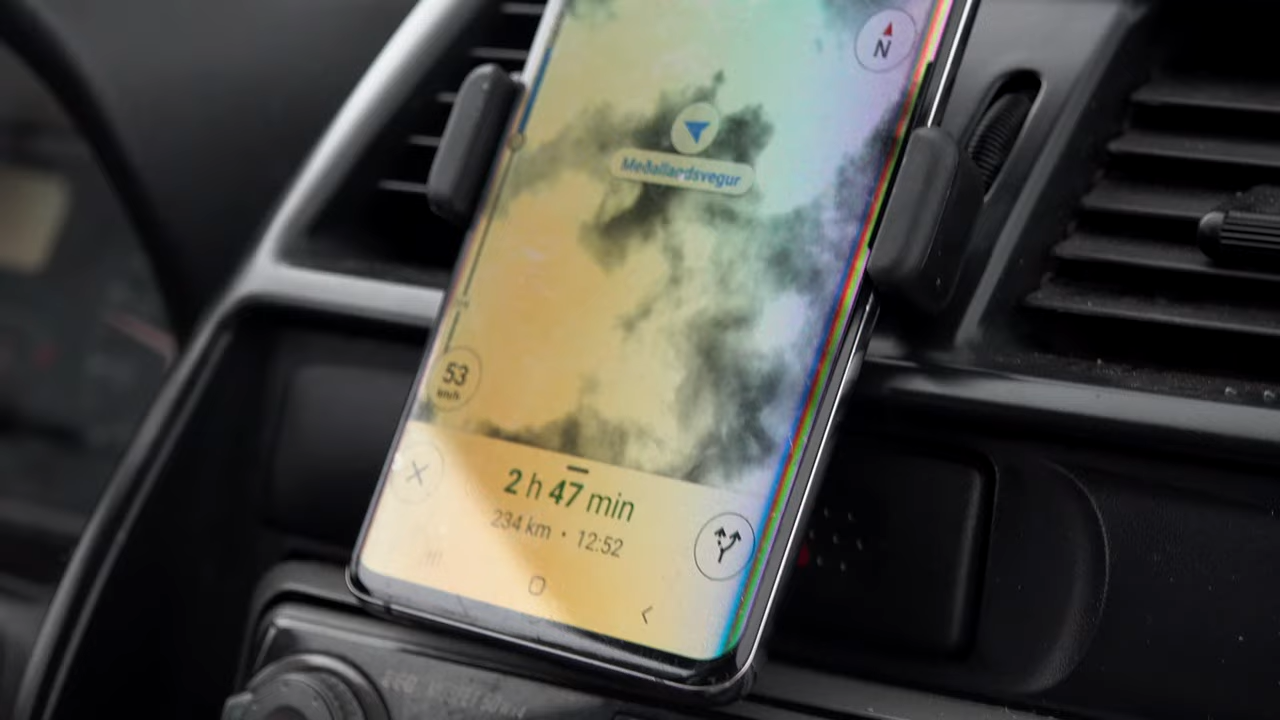 N
Meðallandsvegur
53
km/h
2 h 47 min
234 km · 12:52